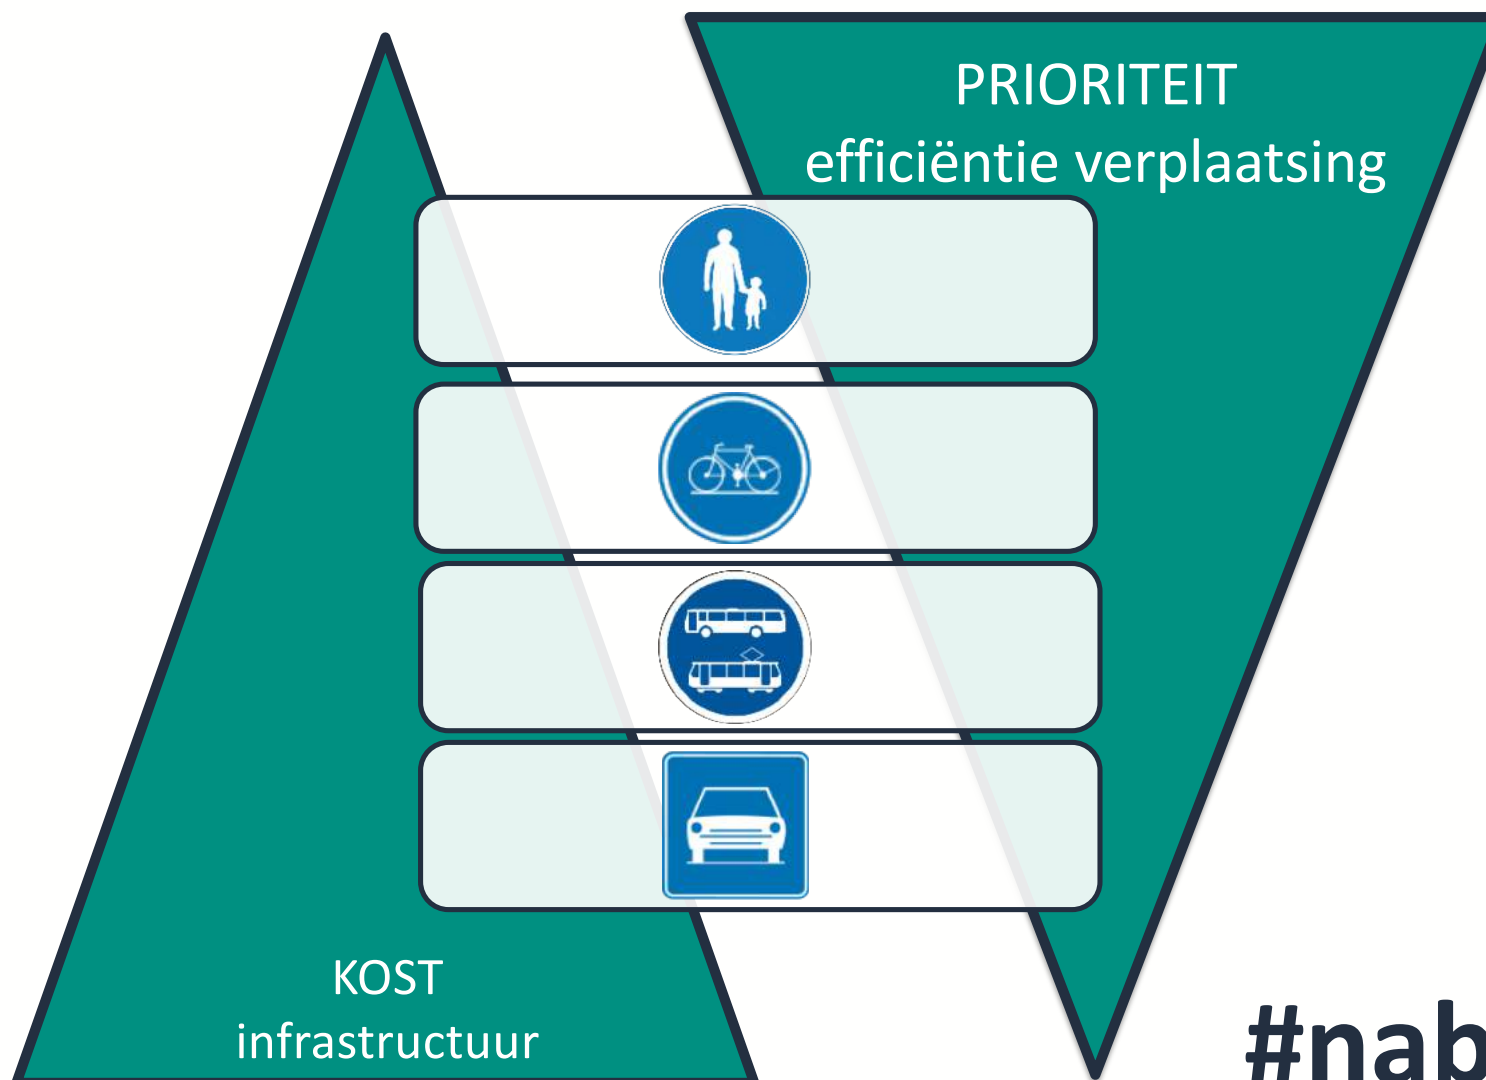 PRIORITEIT
efficiëntie verplaatsing
KOST
infrastructuur
#nab